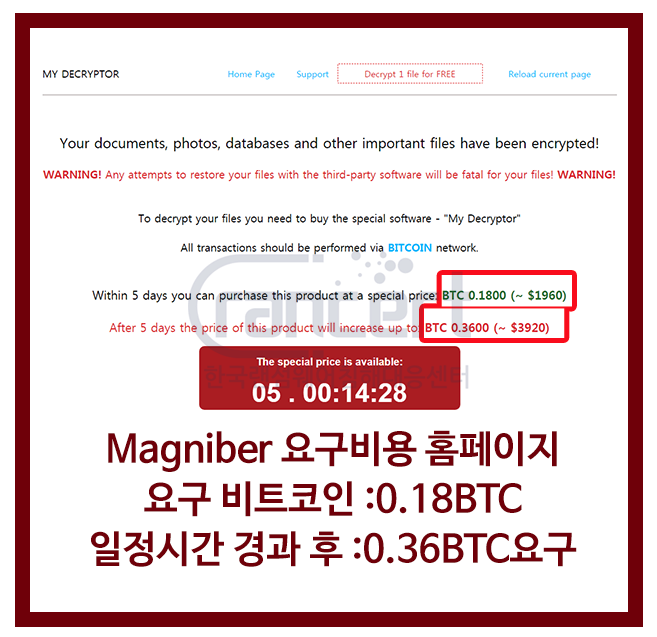 MY DECRYPTOR Home Page Support Decrypt 1 file for FREE Reload current page
Your documents, photos, databases and other important files have been encrypted!
WARNING! Any attempts to restore your files with the third-party software will be fatal for your files! WARNING!
To decrypt your files you need to buy the special software - "My Decryptor"
All transactions should be performed via BITCOIN network.
Within 5 days you can purchase this product at a special price: BTC 0.1800 (~ $1960)
After 5 days the price of this product will increase up to: BTC 0.3600 (~ $3920)
The special price is available:
05 . 00:14:28
Magniber 요구비용 홈페이지
요구 비트코인 :0.18BTC
일정시간 경과 후 :0.36BTC요구